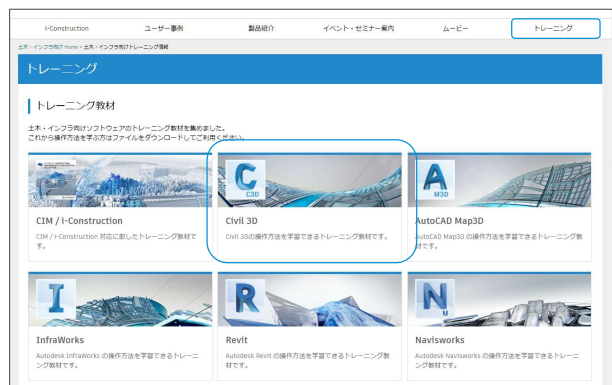 i-Construction
ユーザー事例
製品紹介
イベント・セミナー案内
ムービー
トレーニング
土木・インフラ向け Home > 土木・インフラ向けトレーニング情報
トレーニング
トレーニング教材
土木・インフラ向けソフトウェアのトレーニング教材を集めました。
これから操作方法を学ぶ方はファイルをダウンロードしてご利用ください。
C
C3D
A
M3D
CIM / i-Construction
CIM / i-Construction 対応に即したトレーニング教材で
す。
Civil 3D
Civil 3Dの操作方法を学習できるトレーニング教材です。
AutoCAD Map3D
AutoCAD Map3D の操作方法を学習できるトレーニング教
材です。
I
R
N
M
InfraWorks
Autodesk InfraWorks の操作方法を学習できるトレーニ
ング教材です。
Revit
Autodesk Revit の操作方法を学習できるトレーニング教
材です。
Navisworks
Autodesk Navisworks の操作方法を学習できるトレーニ
ング教材です。